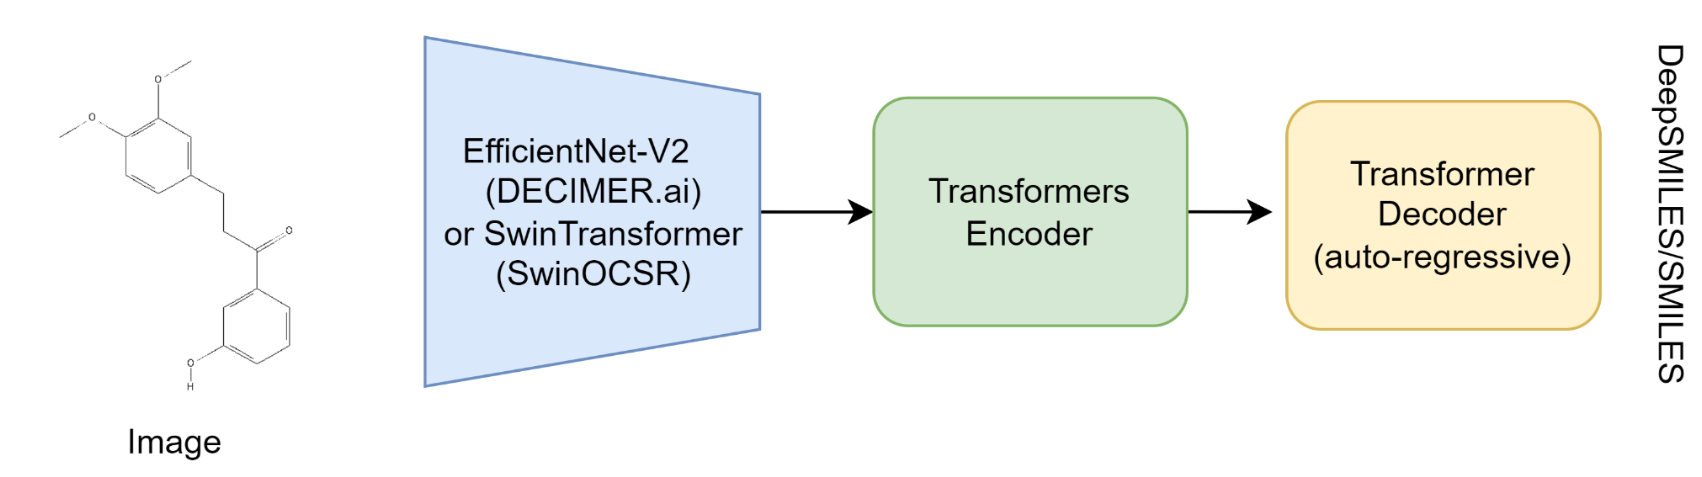 O
O
O
O
H
Image
EfficientNet-V2
(DECIMER.ai)
or SwinTransformer
(SwinOCSR)
Transformers
Encoder
Transformer
Decoder
(auto-regressive)
DeepSMILES/SMILES